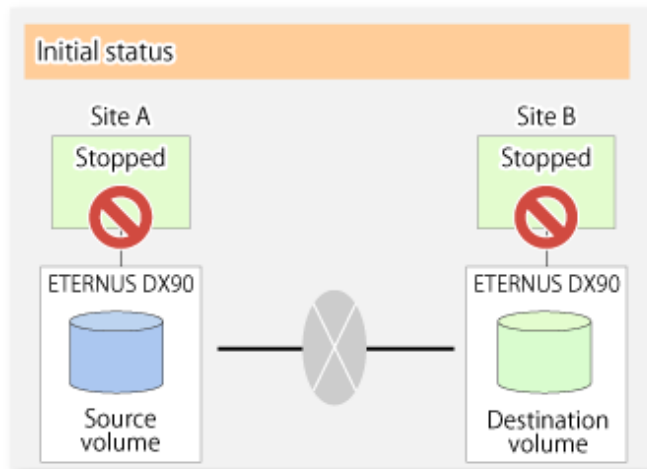 Initial status
Site A
Site B
Stopped
Stopped
ETERNUS DX90
ETERNUS DX90
Source
volume
Destination
volume